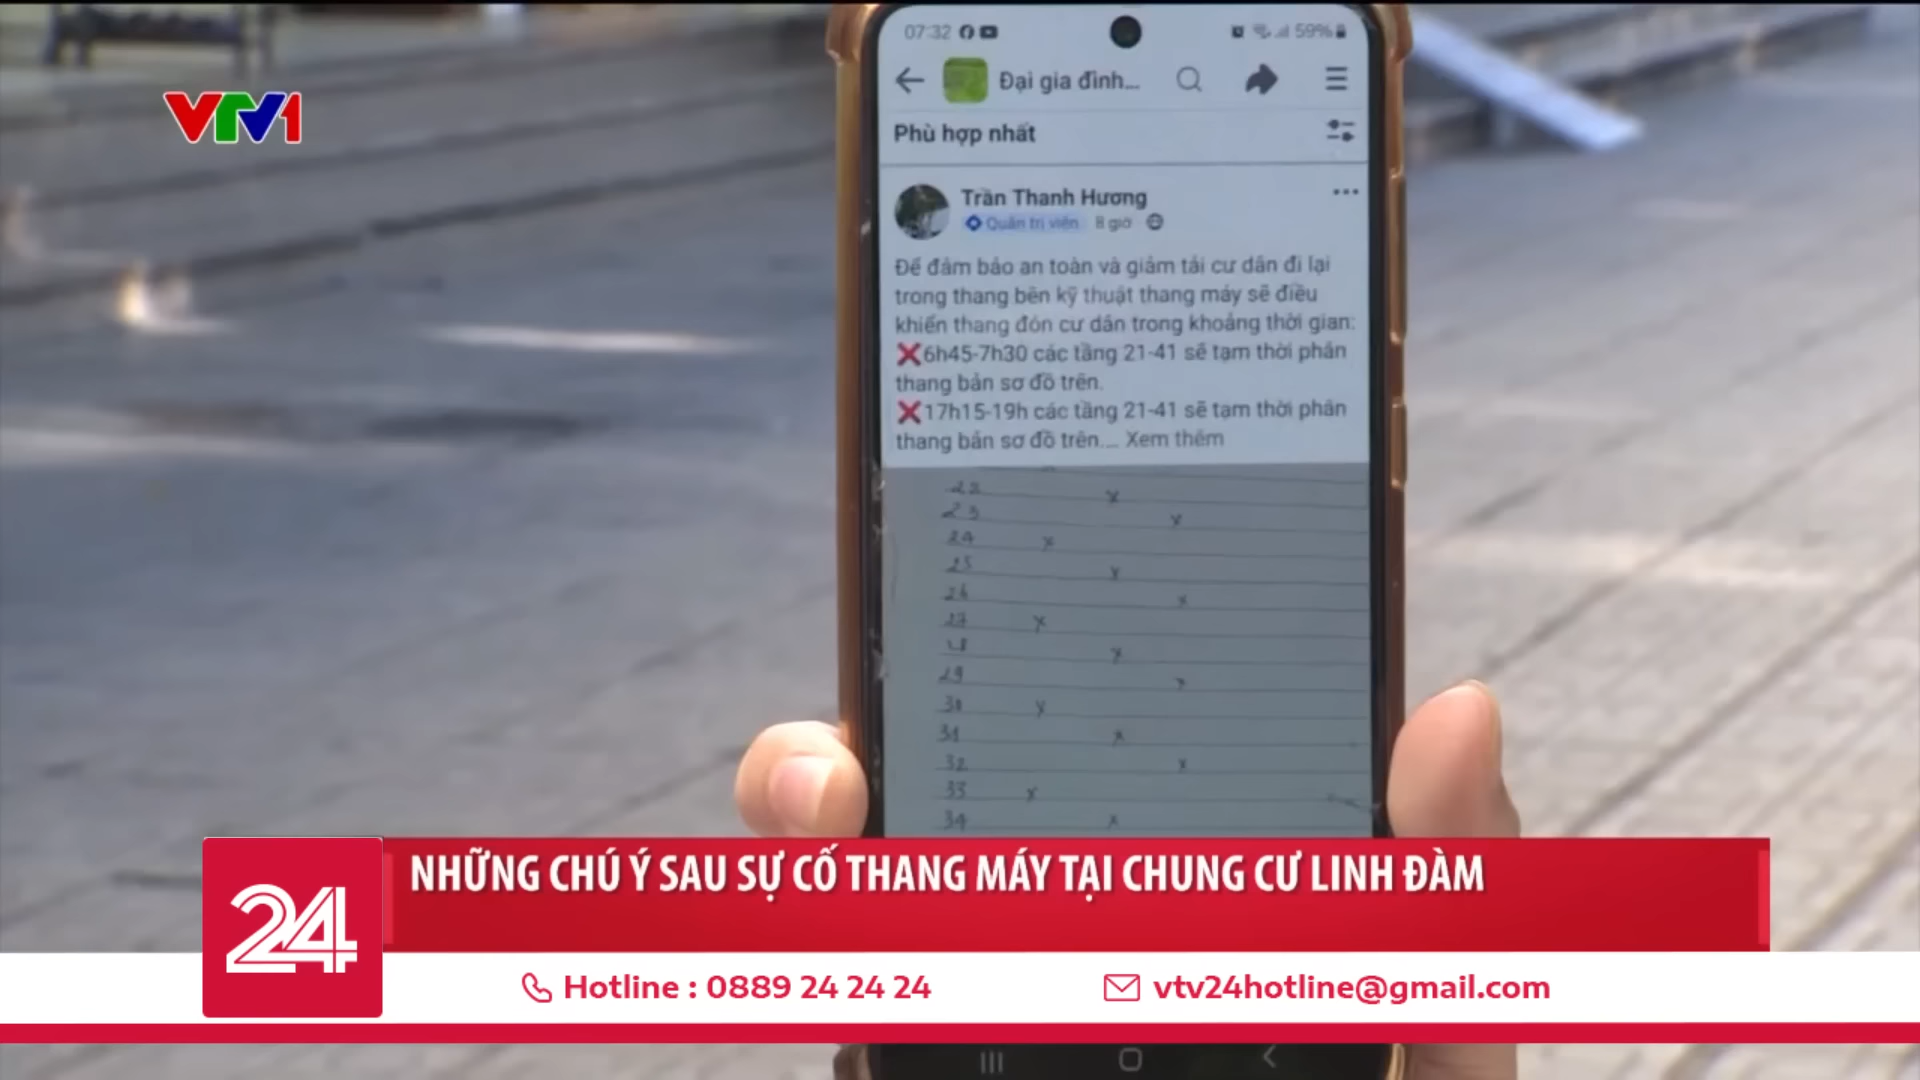 VTV1
07:32
59%
Đại gia đình...
Phù hợp nhất
Trần Thanh Hương
Quản trị viên 8 giờ
Để đảm bảo an toàn và giảm tải cư dân đi lại
trong thang bên kỹ thuật thang máy sẽ điều
khiển thang đón cư dân trong khoảng thời gian:
❌6h45-7h30 các tầng 21-41 sẽ tạm thời phân
thang bản sơ đồ trên.
❌17h15-19h các tầng 21-41 sẽ tạm thời phân
thang bản sơ đồ trên.... Xem thêm
22 x
23 x
24 x
25 x
26 x
27 x
28 x
29 x
30 x
31 x
32 x
33 x
34 x
24
NHỮNG CHÚ Ý SAU SỰ CỐ THANG MÁY TẠI CHUNG CƯ LINH ĐÀM
Hotline : 0889 24 24 24
vtv24hotline@gmail.com